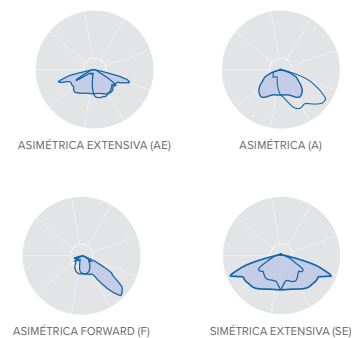 ASIMÉTRICA EXTENSIVA (AE)
ASIMÉTRICA (A)
ASIMÉTRICA FORWARD (F)
SIMÉTRICA EXTENSIVA (SE)